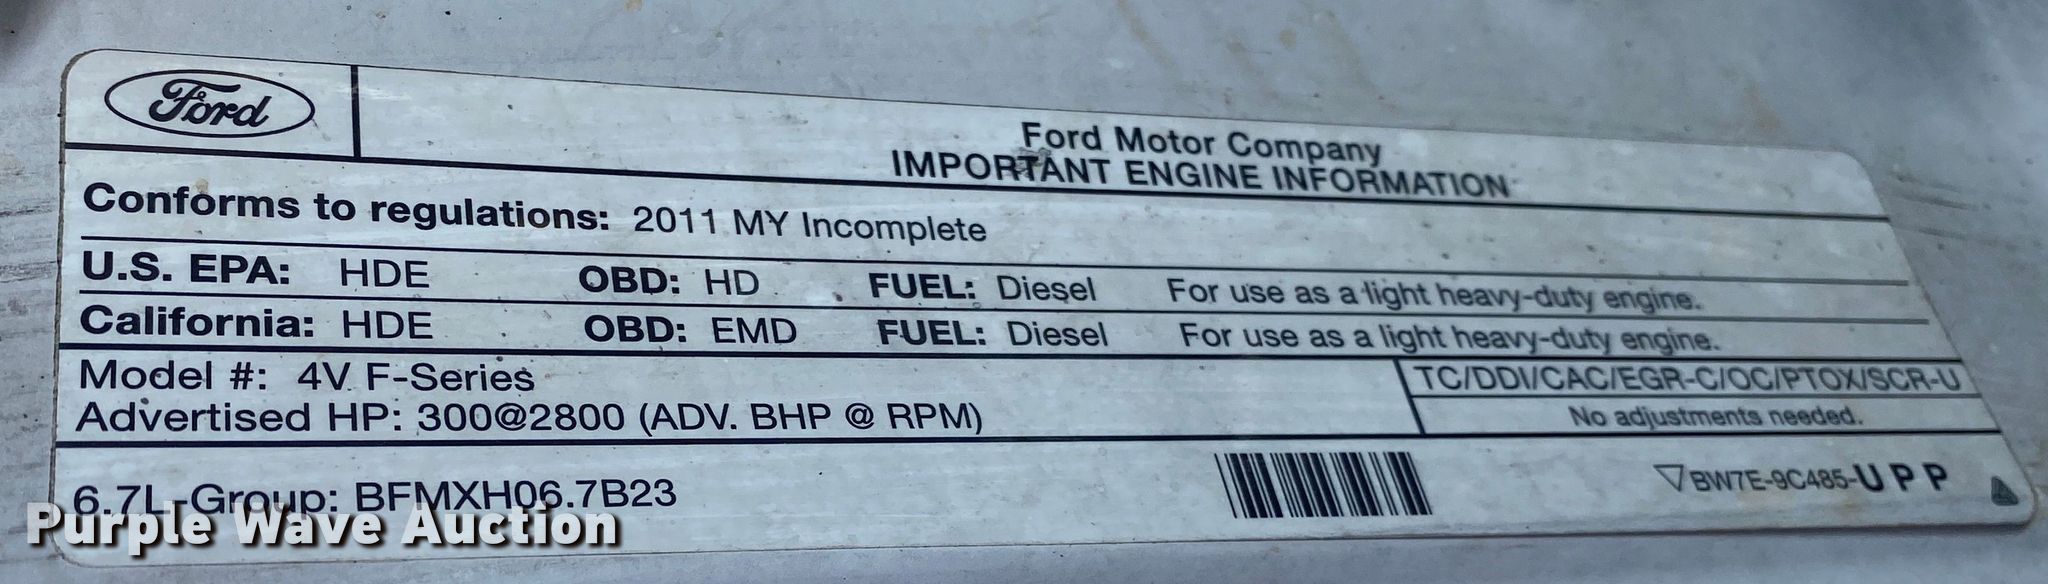 Ford
Ford Motor Company
IMPORTANT ENGINE INFORMATION
Conforms to regulations: 2011 MY Incomplete
U.S. EPA: HDE OBD: HD FUEL: Diesel For use as a light heavy-duty engine.
California: HDE OBD: EMD FUEL: Diesel For use as a light heavy-duty engine.
Model #: 4V F-Series
Advertised HP: 300@2800 (ADV. BHP @ RPM)
TC/DDI/CAC/EGR-C/OC/PTOX/SCR-U
No adjustments needed.
6.7L-Group: BFMXH06.7B23
BW7E-9C485-UPP
Purple Wave Auction